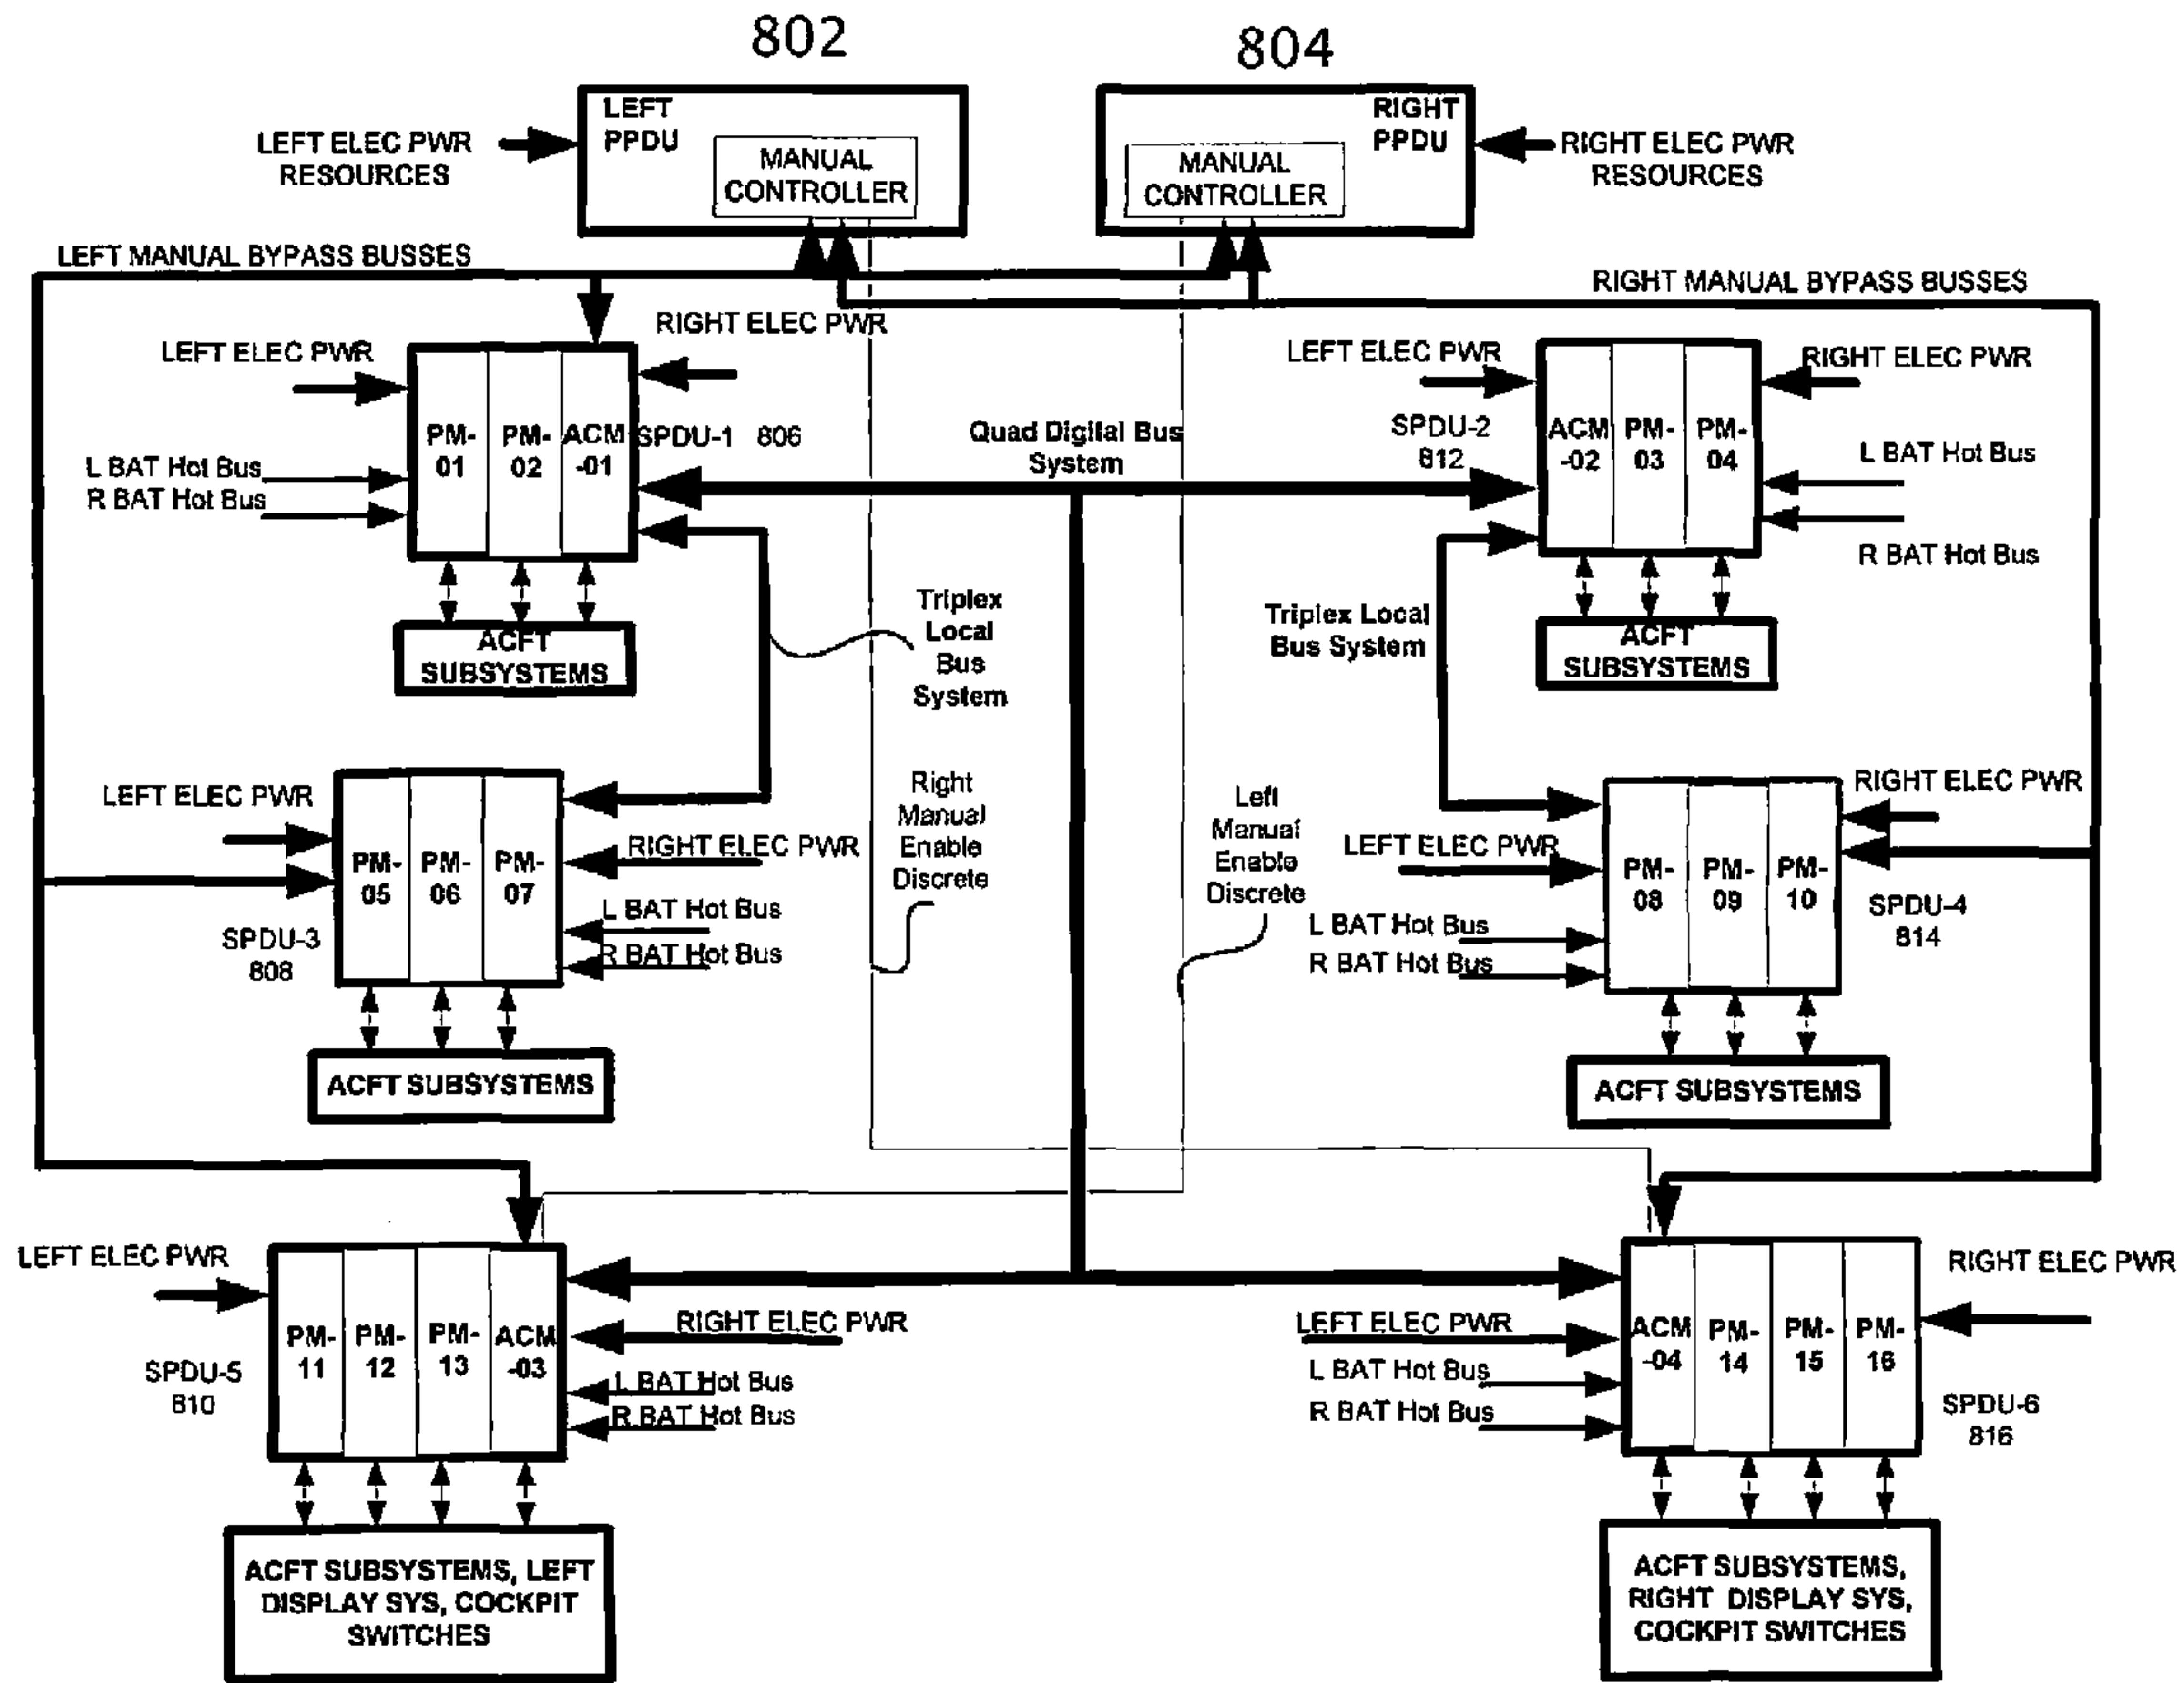 802
804
LEFT
PPDU
MANUAL
CONTROLLER
RIGHT
PPDU
MANUAL
CONTROLLER
LEFT ELEC PWR
RESOURCES
RIGHT ELEC PWR
RESOURCES
LEFT MANUAL BYPASS BUSSES
RIGHT MANUAL BYPASS BUSSES
LEFT ELEC PWR
RIGHT ELEC PWR
L BAT Hot Bus
R BAT Hot Bus
PM-
01
PM-
02
ACM
-01
SPDU-1 806
ACFT
SUBSYSTEMS
Quad Digital Bus
System
LEFT ELEC PWR
RIGHT ELEC PWR
SPDU-2
812
ACM
-02
PM-
03
PM-
04
L BAT Hot Bus
R BAT Hot Bus
ACFT
SUBSYSTEMS
Triplex
Local
Bus
System
Triplex Local
Bus System
LEFT ELEC PWR
PM-
05
PM-
06
PM-
07
RIGHT ELEC PWR
L BAT Hot Bus
R BAT Hot Bus
SPDU-3
808
ACFT SUBSYSTEMS
Right
Manual
Enable
Discrete
Left
Manual
Enable
Discrete
RIGHT ELEC PWR
LEFT ELEC PWR
PM-
08
PM-
09
PM-
10
L BAT Hot Bus
R BAT Hot Bus
SPDU-4
814
ACFT SUBSYSTEMS
LEFT ELEC PWR
PM-
11
PM-
12
PM-
13
ACM
-03
RIGHT ELEC PWR
L BAT Hot Bus
R BAT Hot Bus
SPDU-5
810
ACFT SUBSYSTEMS, LEFT
DISPLAY SYS, COCKPIT
SWITCHES
RIGHT ELEC PWR
LEFT ELEC PWR
L BAT Hot Bus
R BAT Hot Bus
ACM
-04
PM-
14
PM-
15
PM-
16
SPDU-6
816
ACFT SUBSYSTEMS,
RIGHT DISPLAY SYS,
COCKPIT SWITCHES